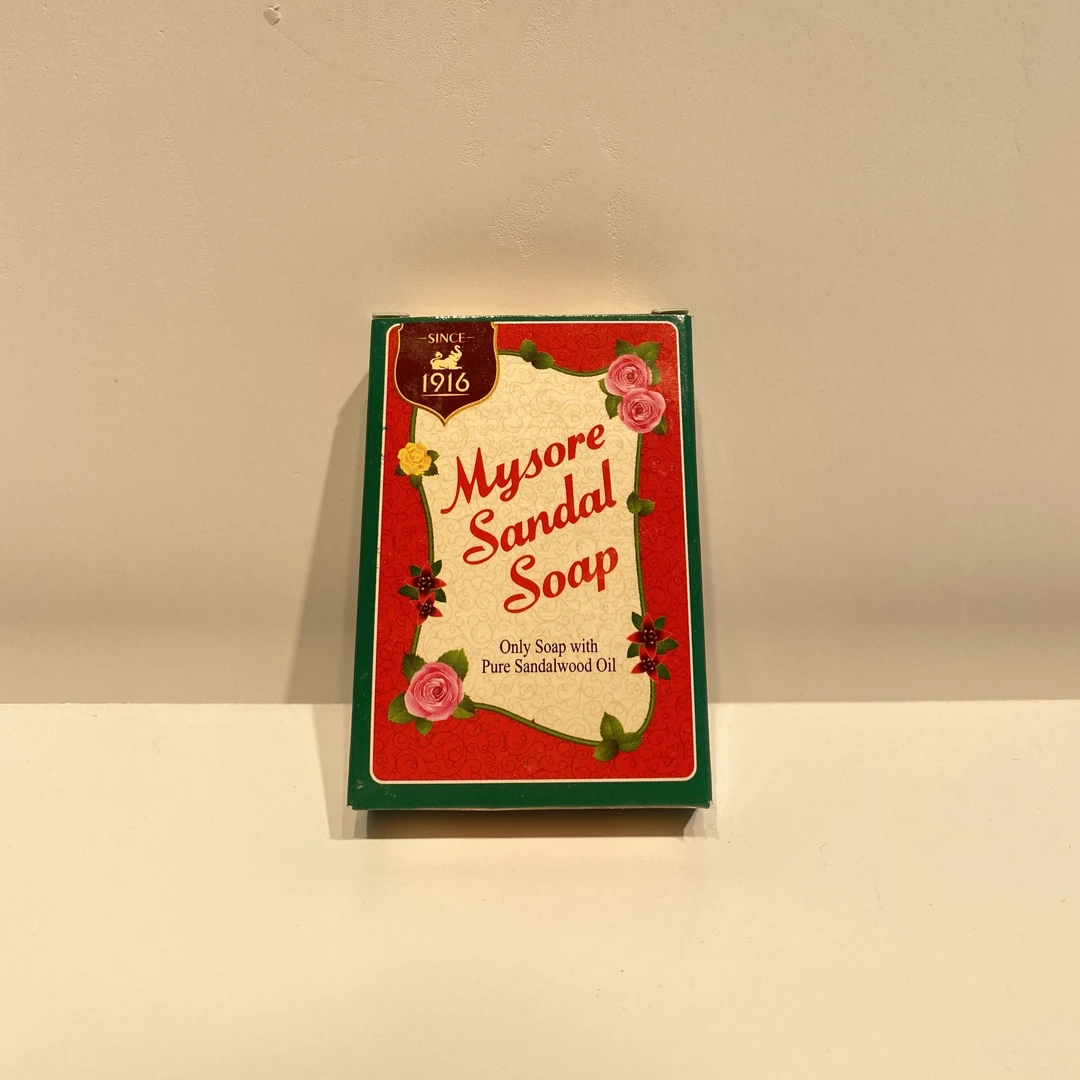 SINCE
1916
Mysore
Sandal
Soap
Only Soap with
Pure Sandalwood Oil